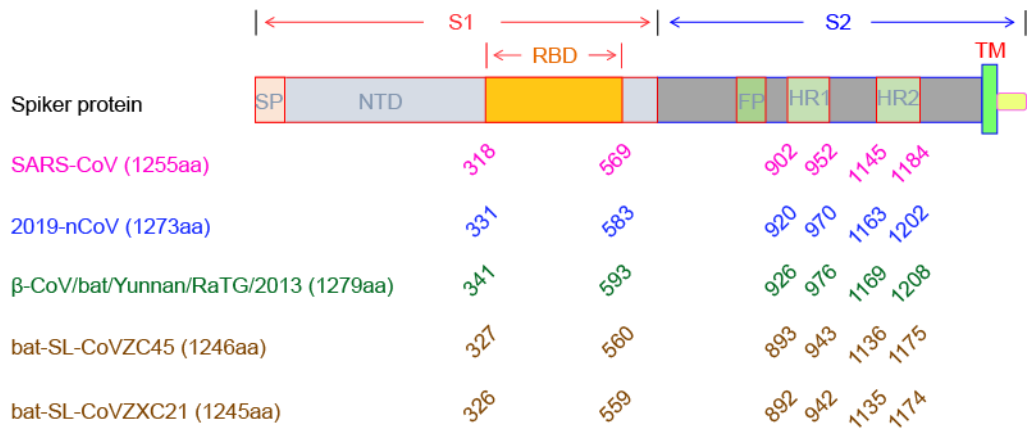 S1 S2
RBD TM
Spiker protein SP NTD FP HR1 HR2
SARS-CoV (1255aa) 318 569 902 952 1145 1184
2019-nCoV (1273aa) 331 583 920 970 1163 1202
β-CoV/bat/Yunnan/RaTG/2013 (1279aa) 341 593 926 976 1169 1208
bat-SL-CoVZC45 (1246aa) 327 560 893 943 1136 1175
bat-SL-CoVZXC21 (1245aa) 326 559 892 942 1135 1174